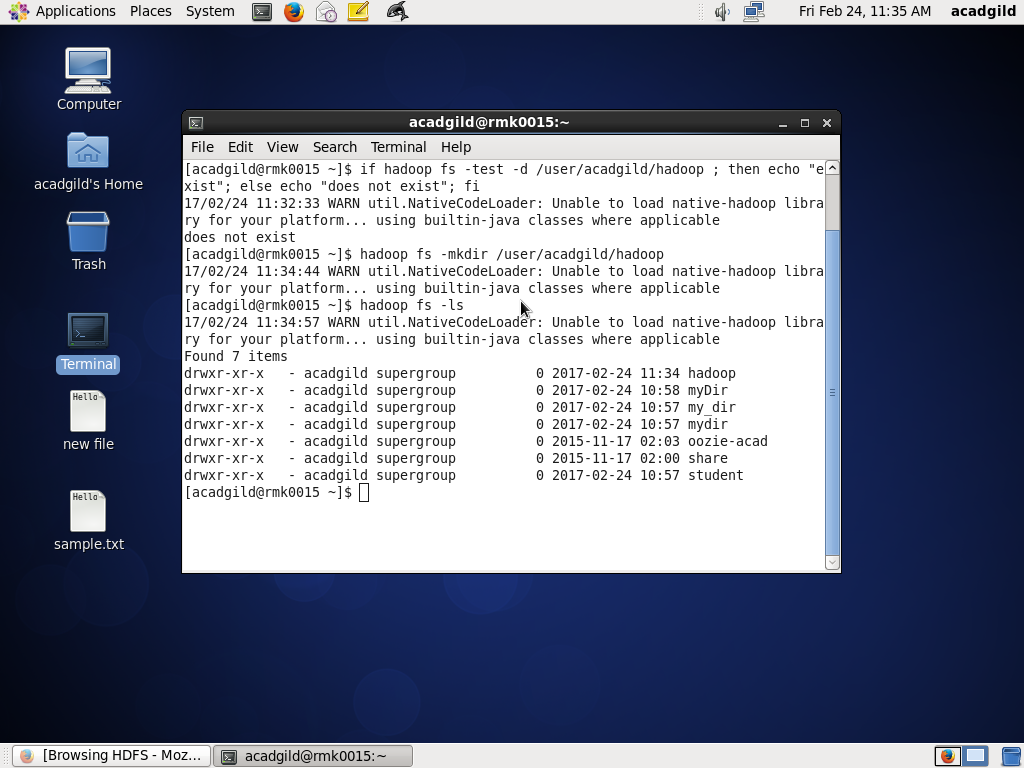 Applications Places System Fri Feb 24, 11:35 AM acadgild
Computer
acadgild's Home
Trash
Terminal
Hello
new file
Hello
sample.txt
acadgild@rmk0015:~
File Edit View Search Terminal Help
[acadgild@rmk0015 ~]$ if hadoop fs -test -d /user/acadgild/hadoop ; then echo "e
xist"; else echo "does not exist"; fi
17/02/24 11:32:33 WARN util.NativeCodeLoader: Unable to load native-hadoop libra
ry for your platform... using builtin-java classes where applicable
does not exist
[acadgild@rmk0015 ~]$ hadoop fs -mkdir /user/acadgild/hadoop
17/02/24 11:34:44 WARN util.NativeCodeLoader: Unable to load native-hadoop libra
ry for your platform... using builtin-java classes where applicable
[acadgild@rmk0015 ~]$ hadoop fs -ls
17/02/24 11:34:57 WARN util.NativeCodeLoader: Unable to load native-hadoop libra
ry for your platform... using builtin-java classes where applicable
Found 7 items
drwxr-xr-x   - acadgild supergroup          0 2017-02-24 11:34 hadoop
drwxr-xr-x   - acadgild supergroup          0 2017-02-24 10:58 myDir
drwxr-xr-x   - acadgild supergroup          0 2017-02-24 10:57 my_dir
drwxr-xr-x   - acadgild supergroup          0 2017-02-24 10:57 mydir
drwxr-xr-x   - acadgild supergroup          0 2015-11-17 02:03 oozie-acad
drwxr-xr-x   - acadgild supergroup          0 2015-11-17 02:00 share
drwxr-xr-x   - acadgild supergroup          0 2017-02-24 10:57 student
[acadgild@rmk0015 ~]$
[Browsing HDFS - Moz... acadgild@rmk0015:~